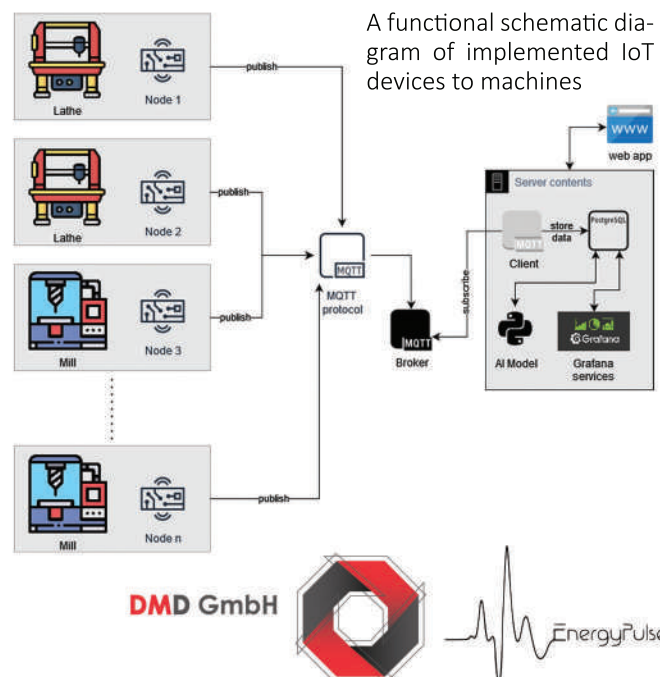 A functional schematic dia-
gram of implemented IoT
devices to machines
Lathe
Node 1
publish
Lathe
Node 2
publish
Mill
Node 3
publish
Mill
Node n
publish
MQTT
MQTT
protocol
MQTT
Broker
subscribe
www
web app
Server contents
MQTT
Client
store
data
PostgreSQL
AI Model
Grafana
Grafana
services
DMD GmbH
EnergyPulse